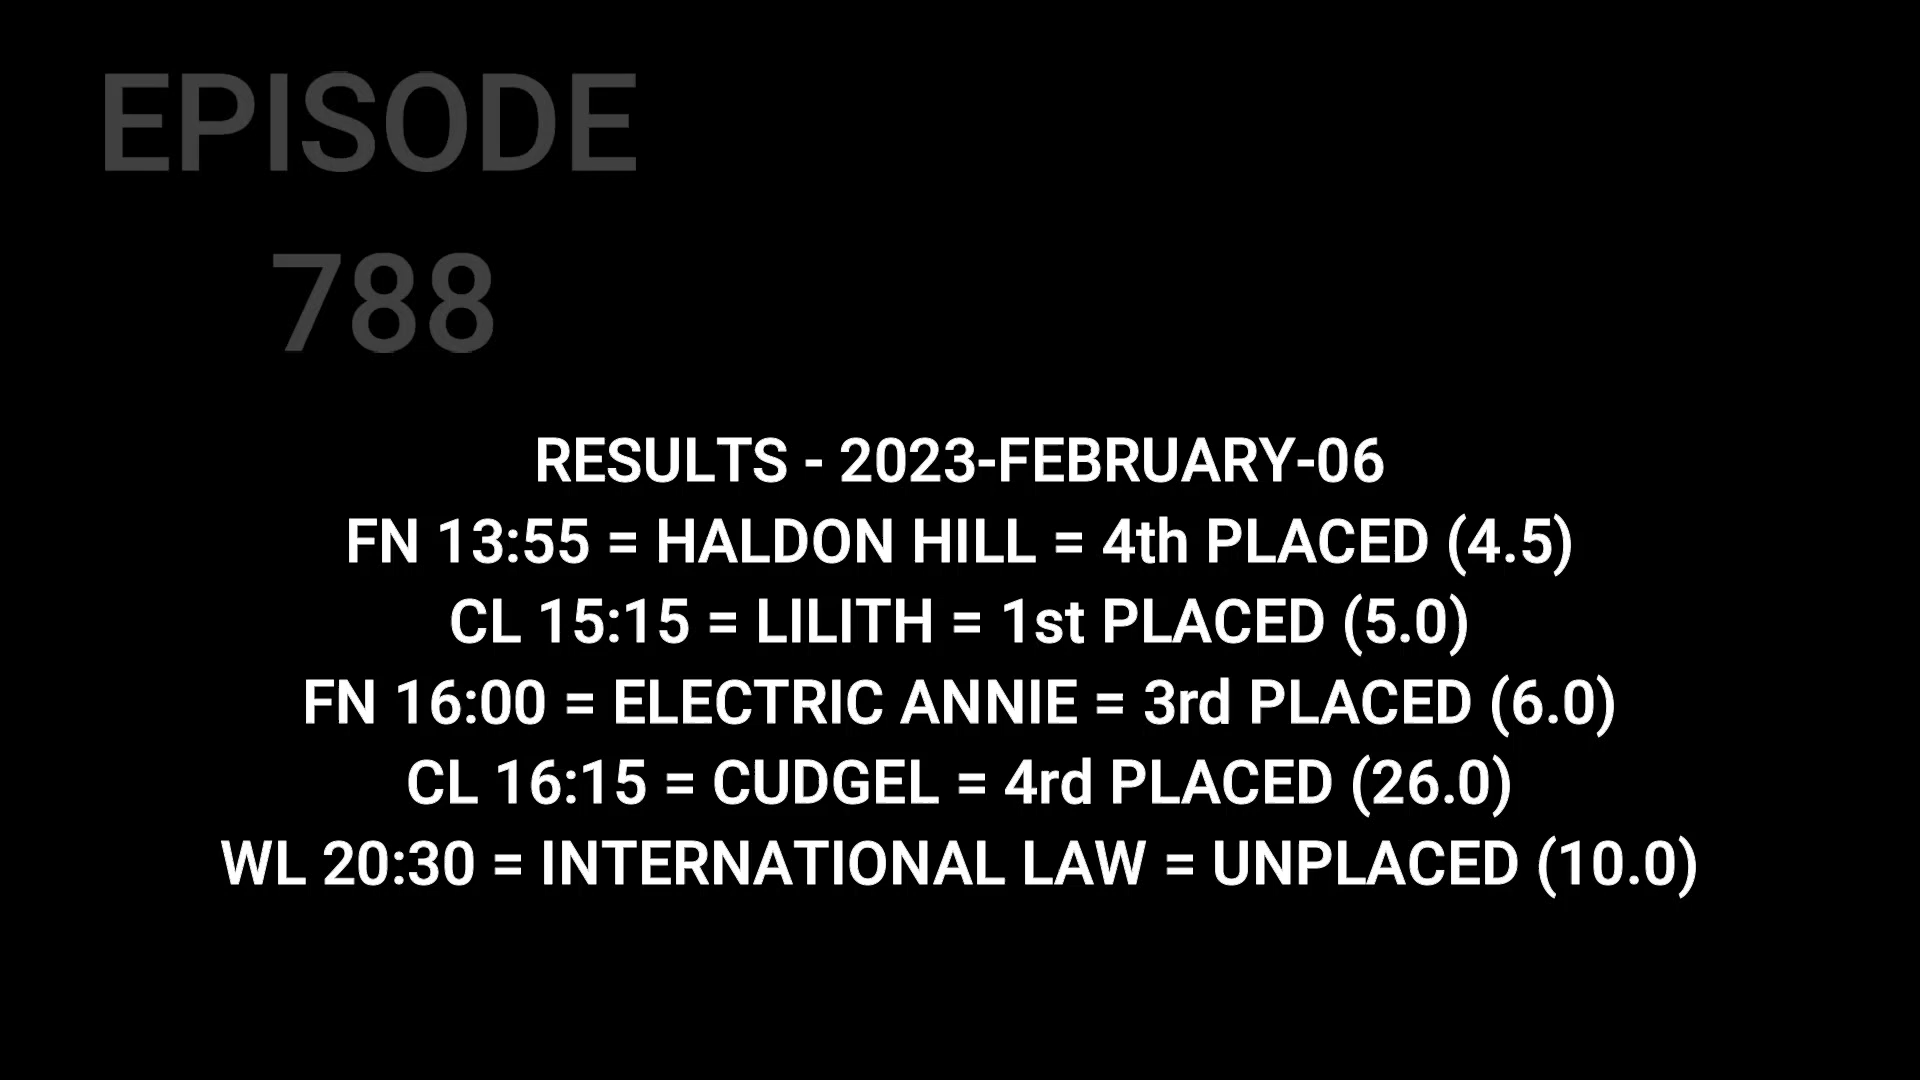 EPISODE
788
RESULTS - 2023-FEBRUARY-06
FN 13:55 = HALDON HILL = 4th PLACED (4.5)
CL 15:15 = LILITH = 1st PLACED (5.0)
FN 16:00 = ELECTRIC ANNIE = 3rd PLACED (6.0)
CL 16:15 = CUDGEL = 4rd PLACED (26.0)
WL 20:30 = INTERNATIONAL LAW = UNPLACED (10.0)